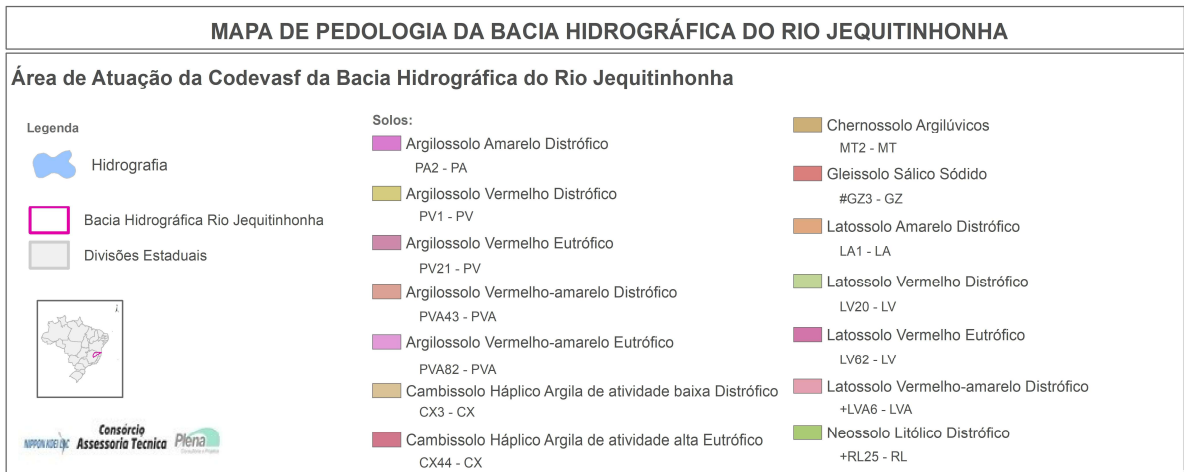 MAPA DE PEDOLOGIA DA BACIA HIDROGRÁFICA DO RIO JEQUITINHONHA
Área de Atuação da Codevasf da Bacia Hidrográfica do Rio Jequitinhonha
Legenda
Hidrografia
Bacia Hidrográfica Rio Jequitinhonha
Divisões Estaduais
NIPPON KOEI LAC
Consórcio
Assessoria Tecnica
Plena
Consultoria e Projetos
Solos:
Argilossolo Amarelo Distrófico
PA2 - PA
Argilossolo Vermelho Distrófico
PV1 - PV
Argilossolo Vermelho Eutrófico
PV21 - PV
Argilossolo Vermelho-amarelo Distrófico
PVA43 - PVA
Argilossolo Vermelho-amarelo Eutrófico
PVA82 - PVA
Cambissolo Háplico Argila de atividade baixa Distrófico
CX3 - CX
Cambissolo Háplico Argila de atividade alta Eutrófico
CX44 - CX
Chernossolo Argilúvicos
MT2 - MT
Gleissolo Sálico Sódido
#GZ3 - GZ
Latossolo Amarelo Distrófico
LA1 - LA
Latossolo Vermelho Distrófico
LV20 - LV
Latossolo Vermelho Eutrófico
LV62 - LV
Latossolo Vermelho-amarelo Distrófico
+LVA6 - LVA
Neossolo Litólico Distrófico
+RL25 - RL